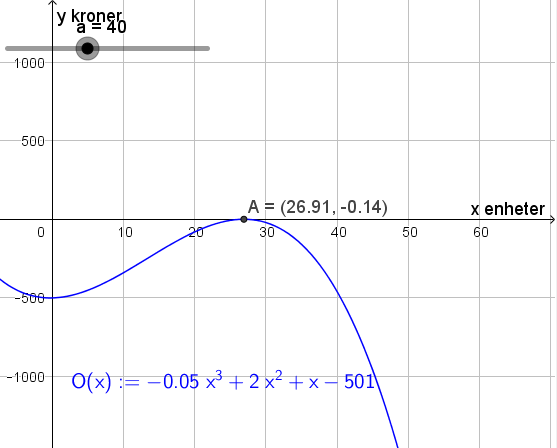 y kroner
a = 40
1000
500
A = (26.91, -0.14)
x enheter
0 10 20 30 40 50 60
-500
-1000
O(x) := −0.05 x³ + 2 x² + x − 501